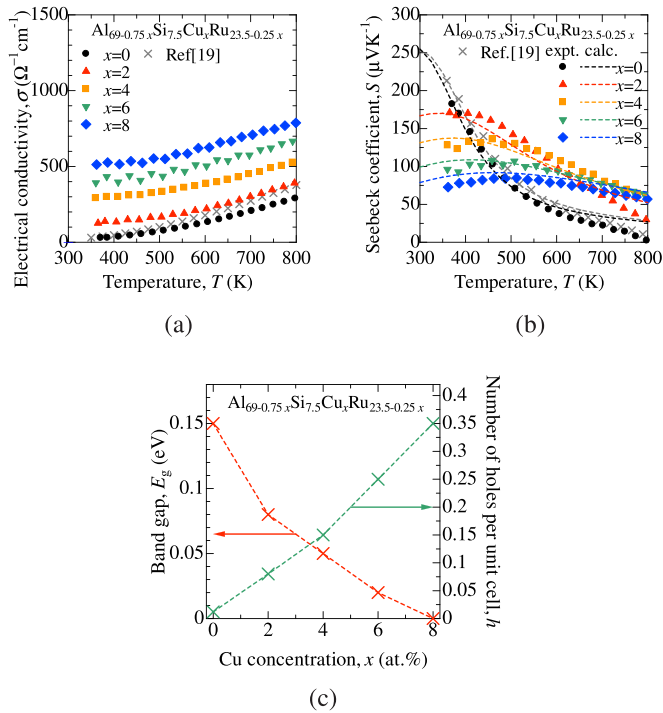 Al69-0.75xSi7.5CuxRu23.5-0.25x
x=0
Ref[19]
x=2
x=4
x=6
x=8
1500
1000
500
0
300 400 500 600 700 800
Electrical conductivity, σ (Ω−1cm−1)
Temperature, T (K)
(a)
Al69-0.75xSi7.5CuxRu23.5-0.25x
Ref.[19] expt. calc.
x=0
x=2
x=4
x=6
x=8
300
250
200
150
100
50
0
300 400 500 600 700 800
Seebeck coefficient, S (μVK−1)
Temperature, T (K)
(b)
Al69-0.75xSi7.5CuxRu23.5-0.25x
0.15
0.1
0.05
0
0.4
0.35
0.3
0.25
0.2
0.15
0.1
0.05
0
0 2 4 6 8
Band gap, Eg (eV)
Number of holes per unit cell, h
Cu concentration, x (at.%)
(c)